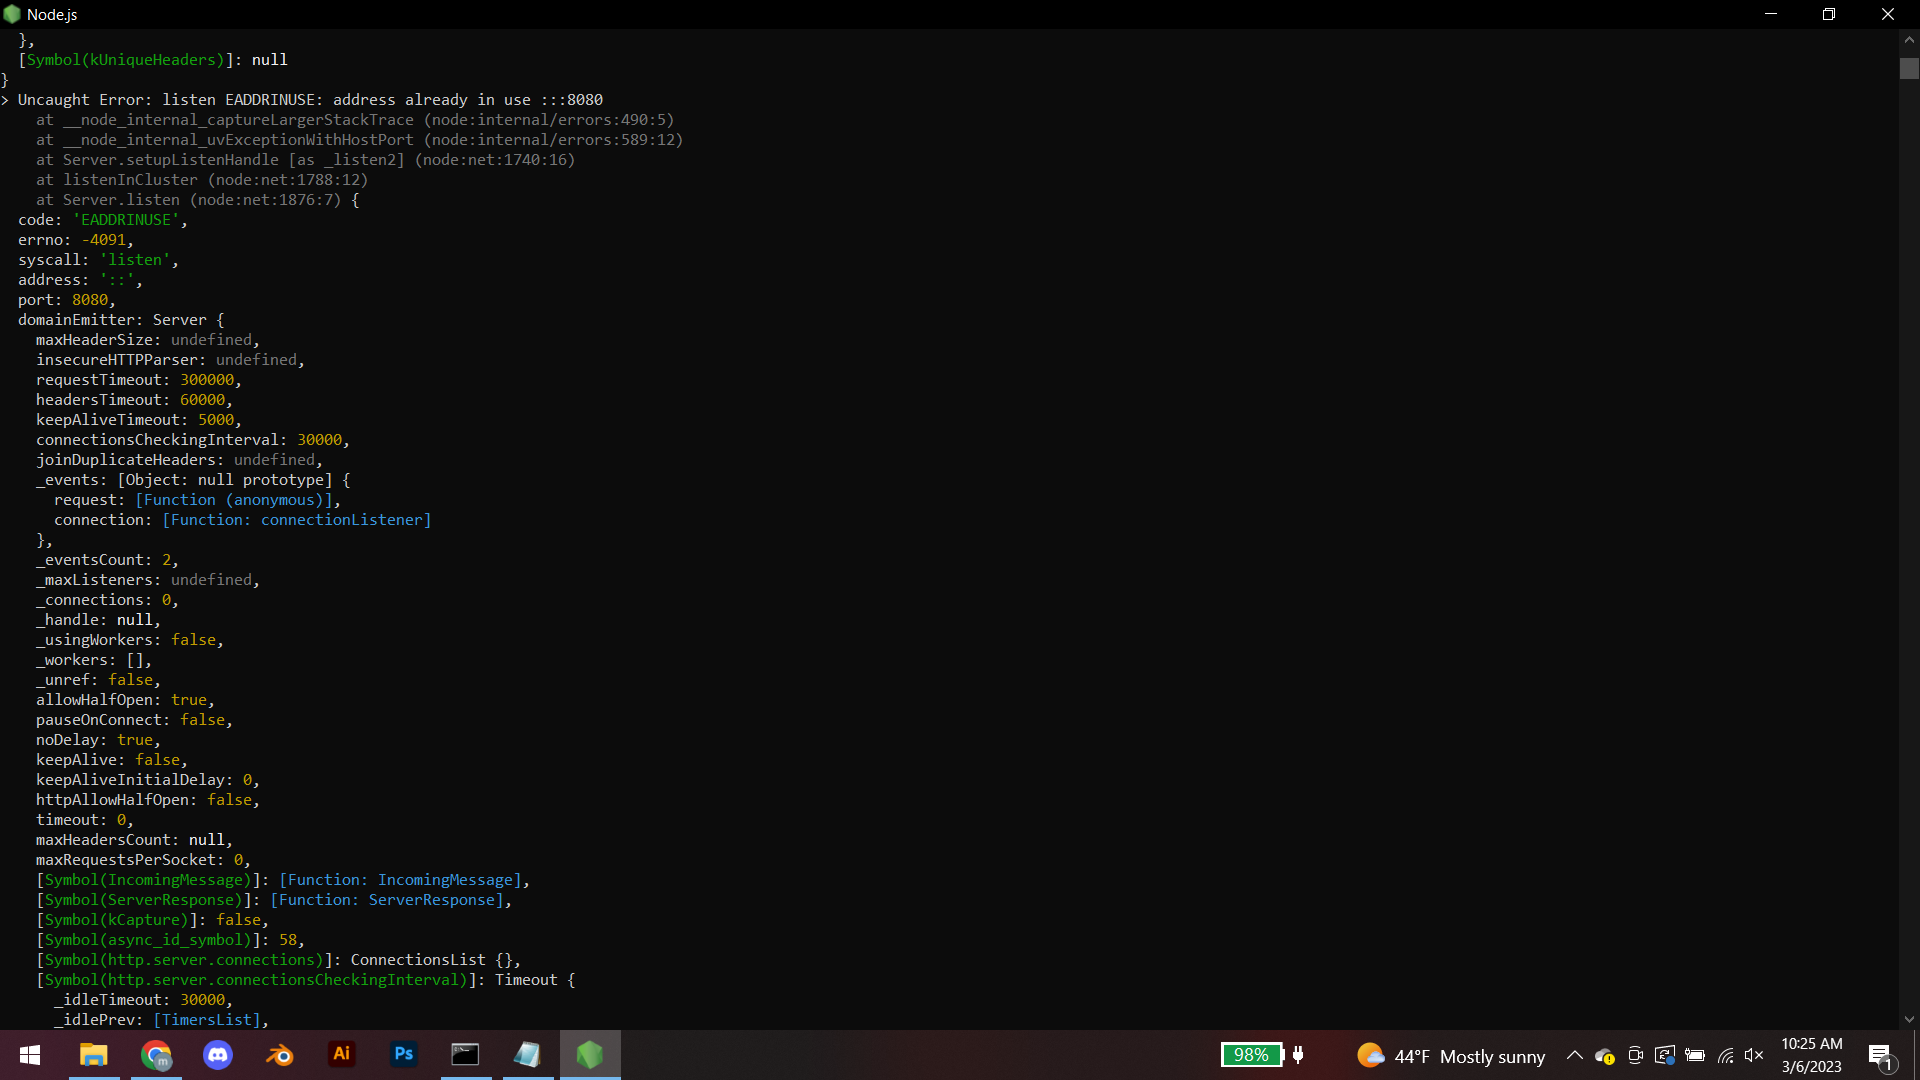 Node.js
},
[Symbol(kUniqueHeaders)]: null
}
> Uncaught Error: listen EADDRINUSE: address already in use :::8080
at __node_internal_captureLargerStackTrace (node:internal/errors:490:5)
at __node_internal_uvExceptionWithHostPort (node:internal/errors:589:12)
at Server.setupListenHandle [as _listen2] (node:net:1740:16)
at listenInCluster (node:net:1788:12)
at Server.listen (node:net:1876:7) {
code: 'EADDRINUSE',
errno: -4091,
syscall: 'listen',
address: '::',
port: 8080,
domainEmitter: Server {
maxHeaderSize: undefined,
insecureHTTPParser: undefined,
requestTimeout: 300000,
headersTimeout: 60000,
keepAliveTimeout: 5000,
connectionsCheckingInterval: 30000,
joinDuplicateHeaders: undefined,
_events: [Object: null prototype] {
request: [Function (anonymous)],
connection: [Function: connectionListener]
},
_eventsCount: 2,
_maxListeners: undefined,
_connections: 0,
_handle: null,
_usingWorkers: false,
_workers: [],
_unref: false,
allowHalfOpen: true,
pauseOnConnect: false,
noDelay: true,
keepAlive: false,
keepAliveInitialDelay: 0,
httpAllowHalfOpen: false,
timeout: 0,
maxHeadersCount: null,
maxRequestsPerSocket: 0,
[Symbol(IncomingMessage)]: [Function: IncomingMessage],
[Symbol(ServerResponse)]: [Function: ServerResponse],
[Symbol(kCapture)]: false,
[Symbol(async_id_symbol)]: 58,
[Symbol(http.server.connections)]: ConnectionsList {},
[Symbol(http.server.connectionsCheckingInterval)]: Timeout {
_idleTimeout: 30000,
_idlePrev: [TimersList],
m
Ai
Ps
98%
44°F Mostly sunny
10:25 AM
3/6/2023
1